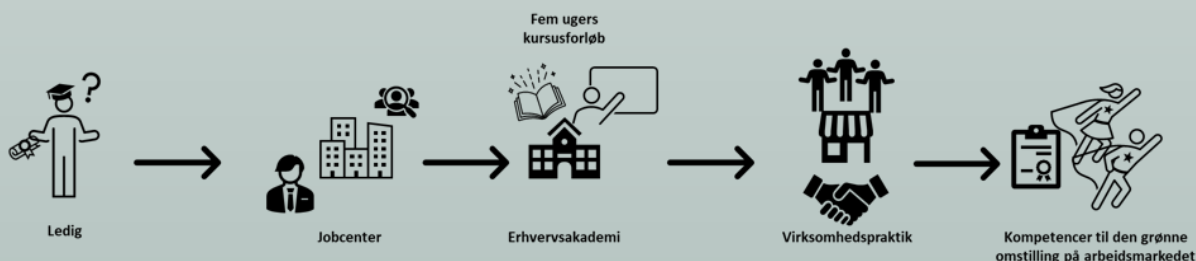 Fem ugers
kursusforløb
Ledig
Jobcenter
Erhvervsakademi
Virksomhedspraktik
Kompetencer til den grønne
omstilling på arbejdsmarkedet